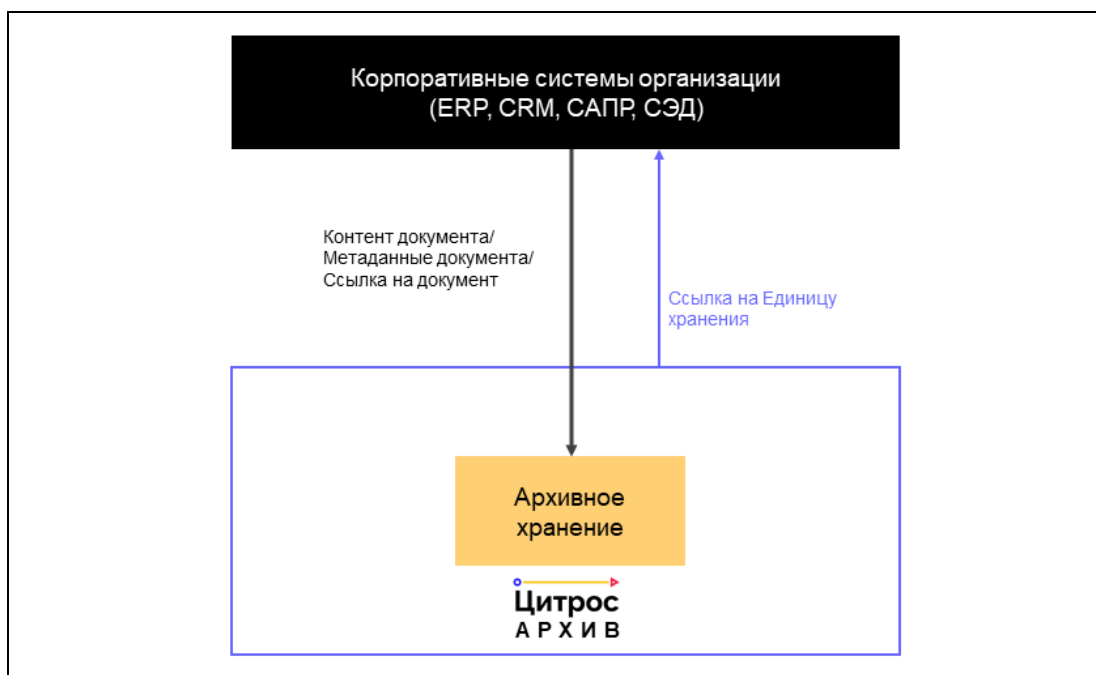 Корпоративные системы организации
(ERP, CRM, САПР, СЭД)
Контент документа/
Метаданные документа/
Ссылка на документ
Ссылка на Единицу
хранения
Архивное
хранение
Цитрос
АРХИВ